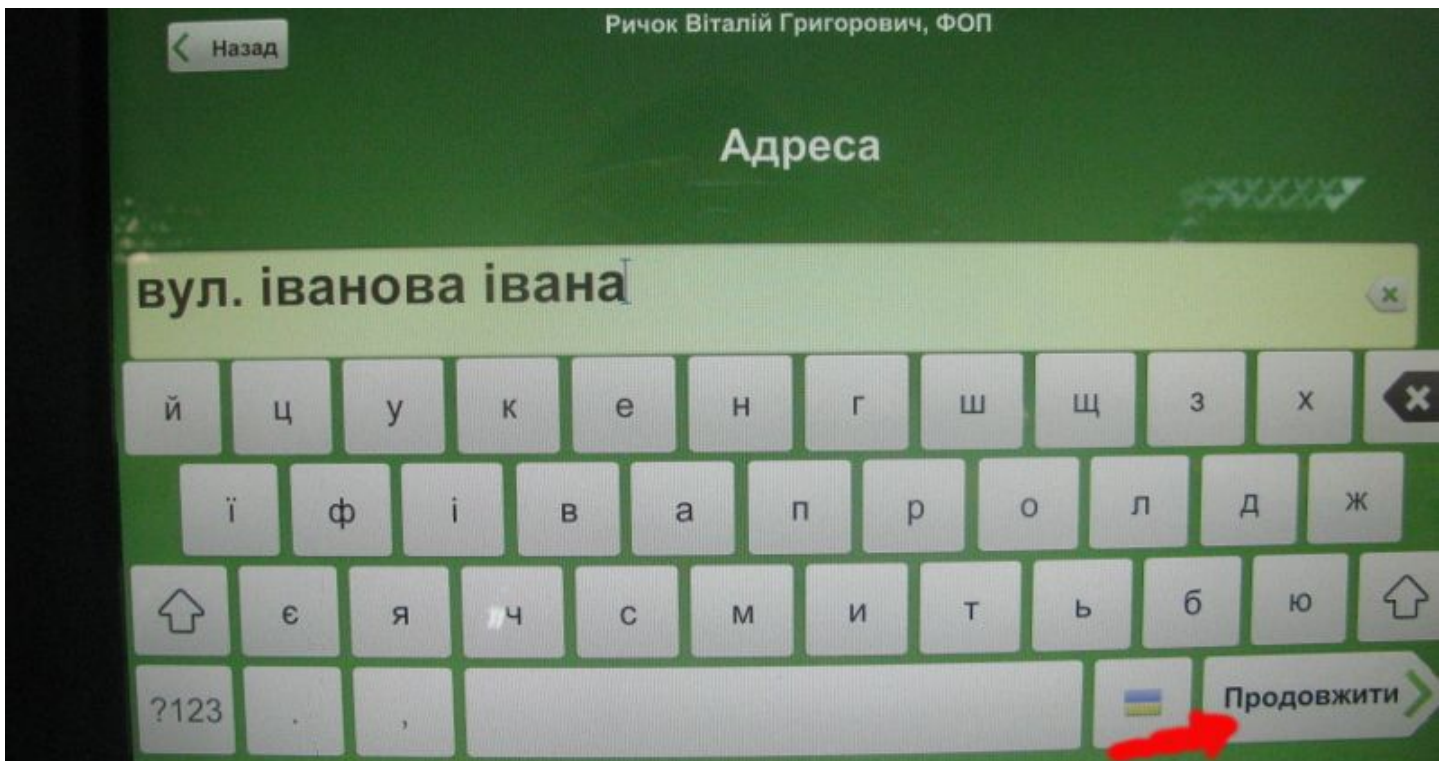 Ричок Віталій Григорович, ФОП
Назад
Адреса
вул. іванова івана
й ц у к е н г ш щ з х
ї ф і в а п р о л д ж
є я ч с м и т ь б ю
?123 . , Продовжити